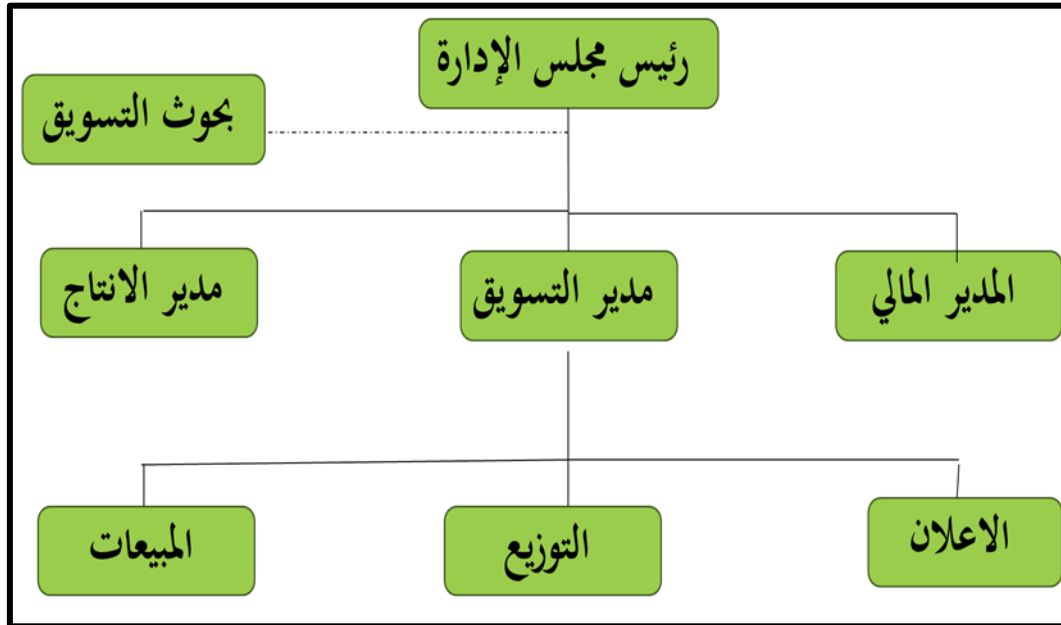 رئيس مجلس الإدارة
بحوث التسويق
المدير المالي
مدير التسويق
مدير الانتاج
الاعلان
التوزيع
المبيعات